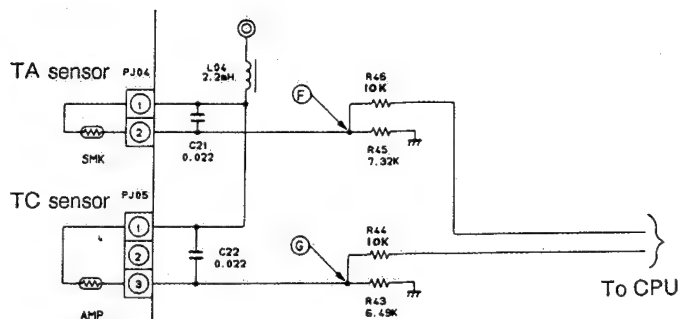 L04
2.2mH
TA sensor
PJ04
R46
10K
F
1
2
C21
0.022
R45
7.32K
SMK
TC sensor
PJ05
1
C22
0.022
R44
10K
2
G
3
R43
6.49K
To CPU
AMP